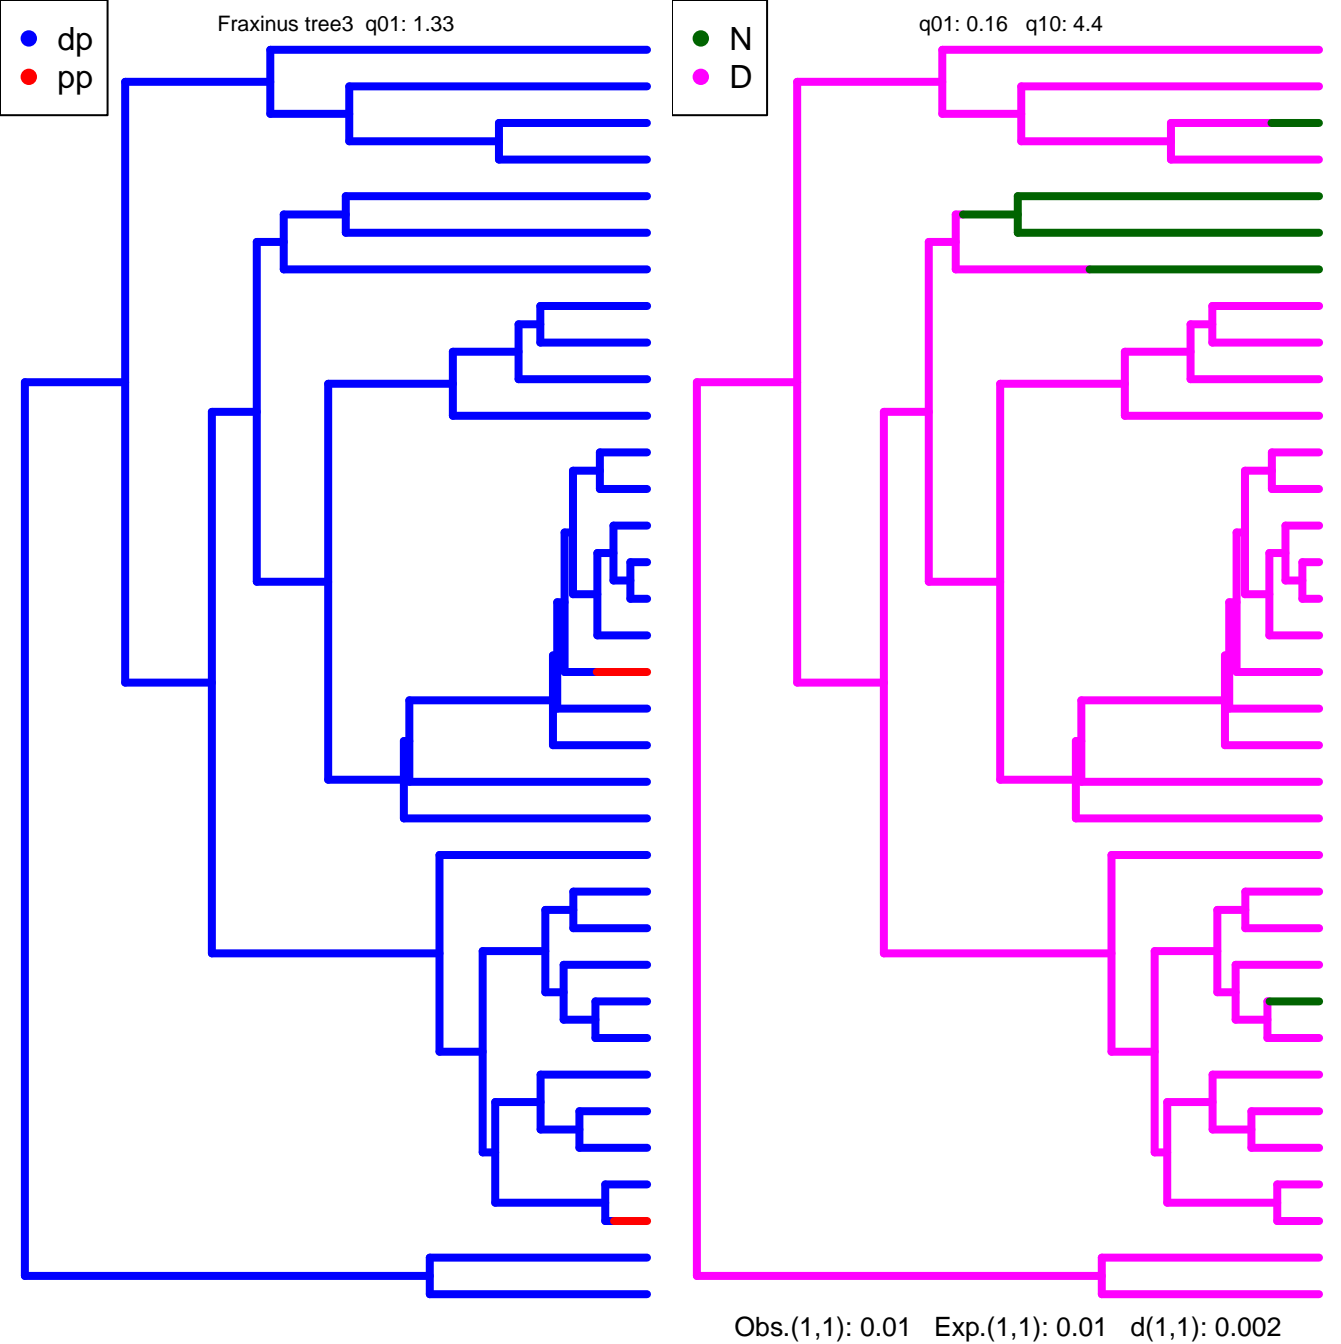 Fraxinus tree3 q01: 1.33
dp
pp
q01: 0.16 q10: 4.4
N
D
Obs.(1,1): 0.01 Exp.(1,1): 0.01 d(1,1): 0.002